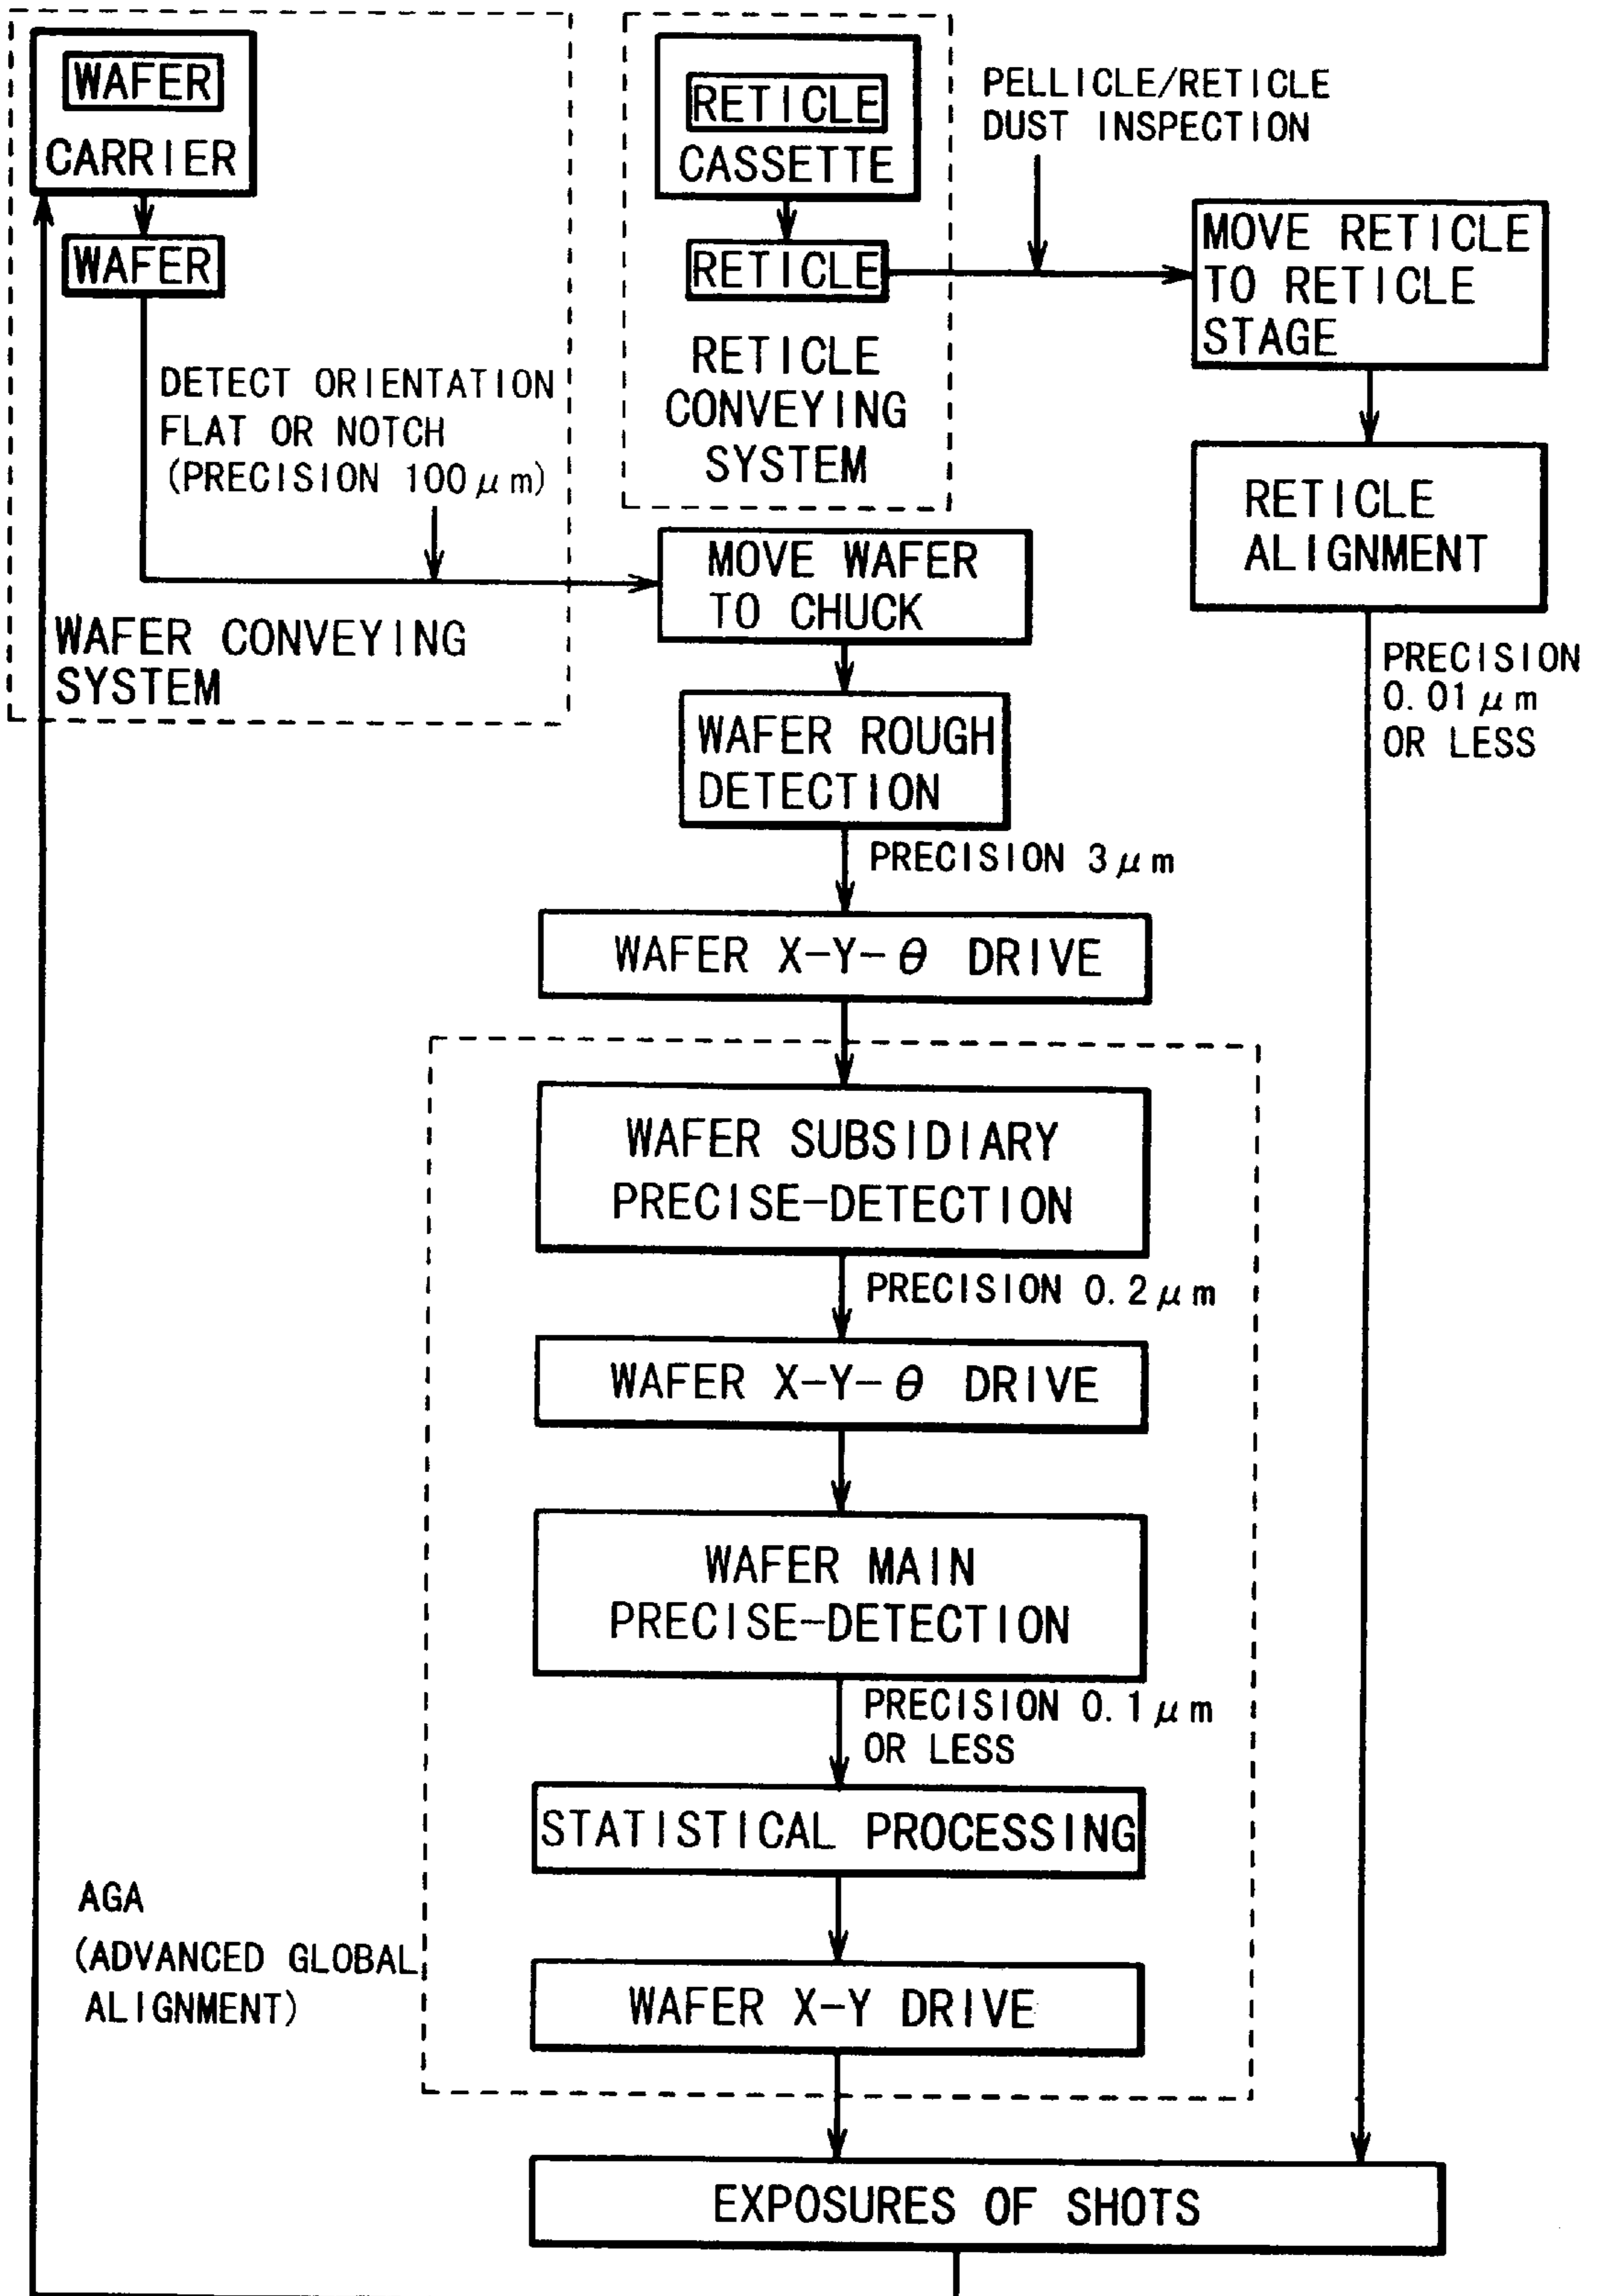 WAFER
CARRIER
WAFER
DETECT ORIENTATION
FLAT OR NOTCH
(PRECISION 100μm)
WAFER CONVEYING
SYSTEM
RETICLE
CASSETTE
RETICLE
RETICLE
CONVEYING
SYSTEM
PELLICLE/RETICLE
DUST INSPECTION
MOVE RETICLE
TO RETICLE
STAGE
RETICLE
ALIGNMENT
PRECISION
0.01μm
OR LESS
MOVE WAFER
TO CHUCK
WAFER ROUGH
DETECTION
PRECISION 3μm
WAFER X-Y-θ DRIVE
WAFER SUBSIDIARY
PRECISE-DETECTION
PRECISION 0.2μm
WAFER X-Y-θ DRIVE
WAFER MAIN
PRECISE-DETECTION
PRECISION 0.1μm
OR LESS
STATISTICAL PROCESSING
WAFER X-Y DRIVE
AGA
(ADVANCED GLOBAL
ALIGNMENT)
EXPOSURES OF SHOTS